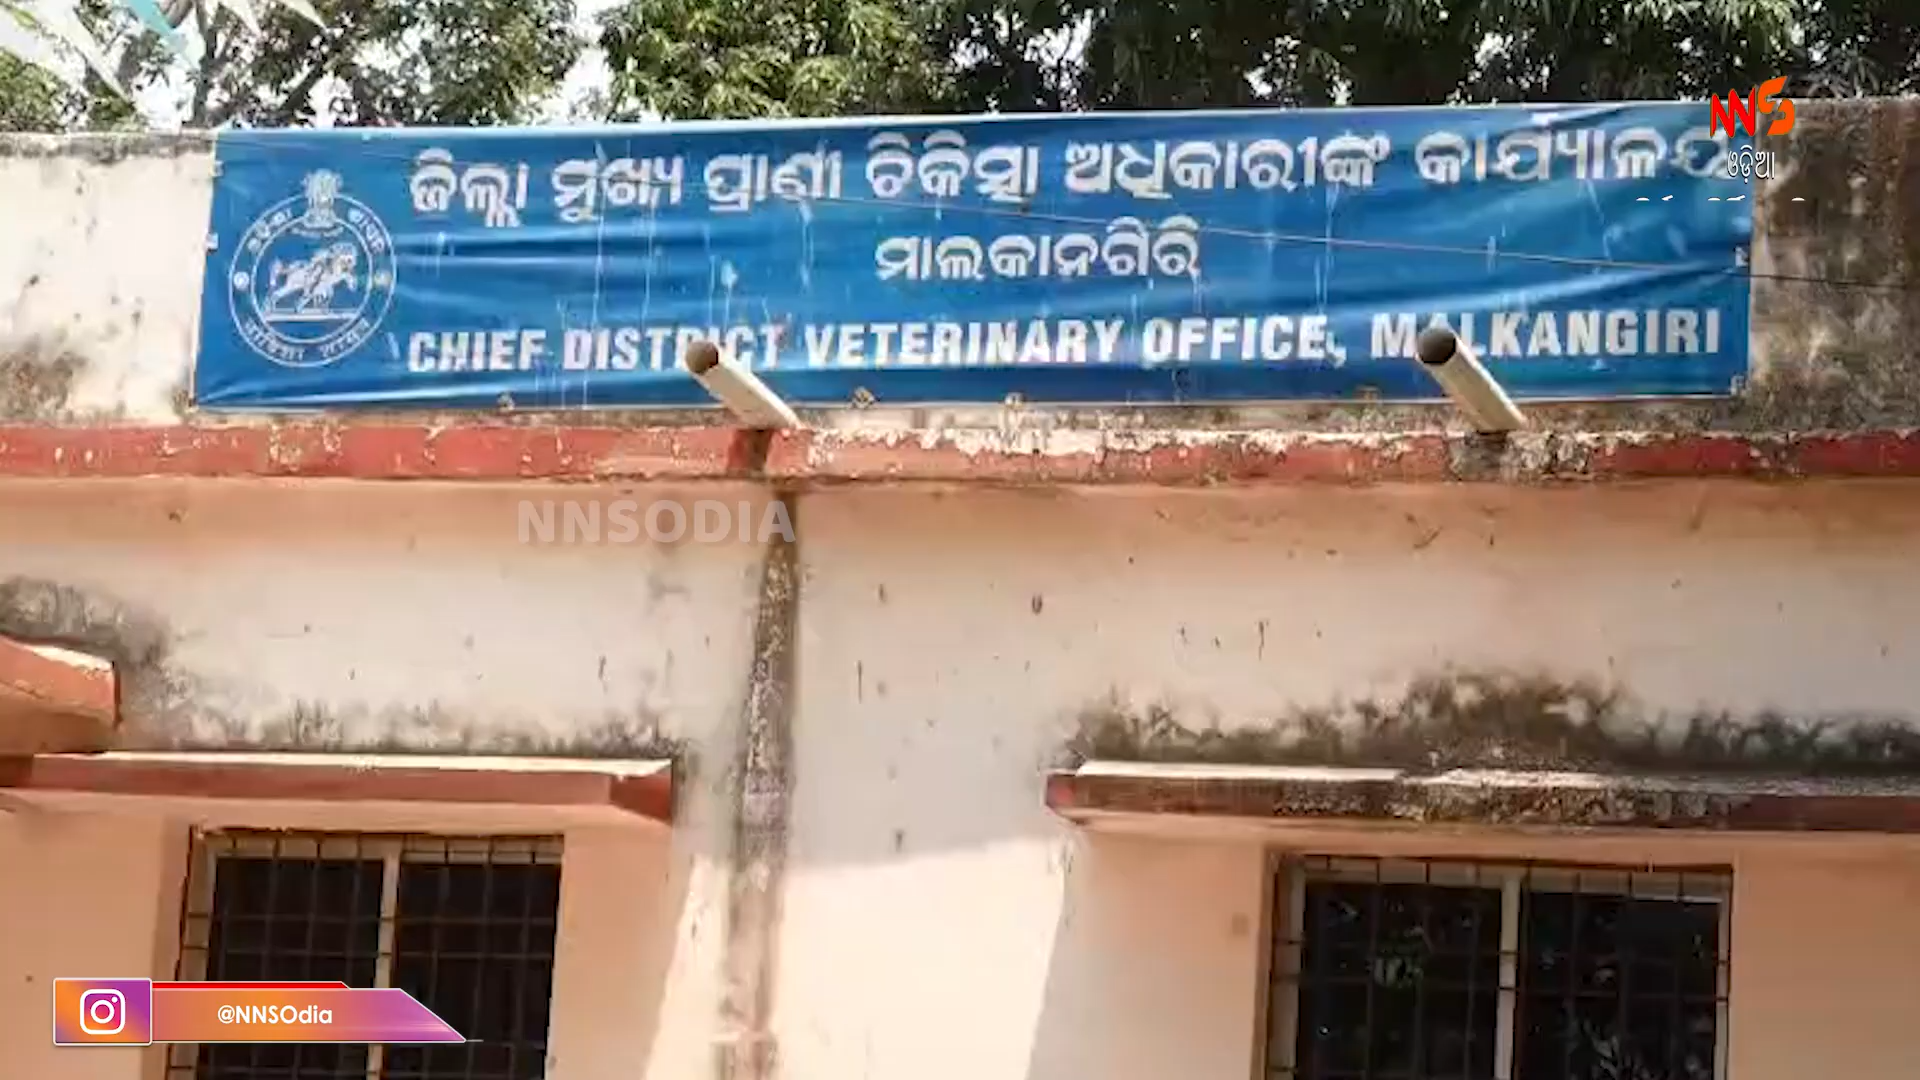 ଜିଲ୍ଲା ମୁଖ୍ୟ ପ୍ରାଣୀ ଚିକିତ୍ସା ଅଧିକାରୀଙ୍କ କାର୍ଯ୍ୟାଳୟ
ମାଲକାନଗିରି
CHIEF DISTRICT VETERINARY OFFICE, MALKANGIRI
NNS
ଓଡ଼ିଆ
NNSODIA
@NNSOdia